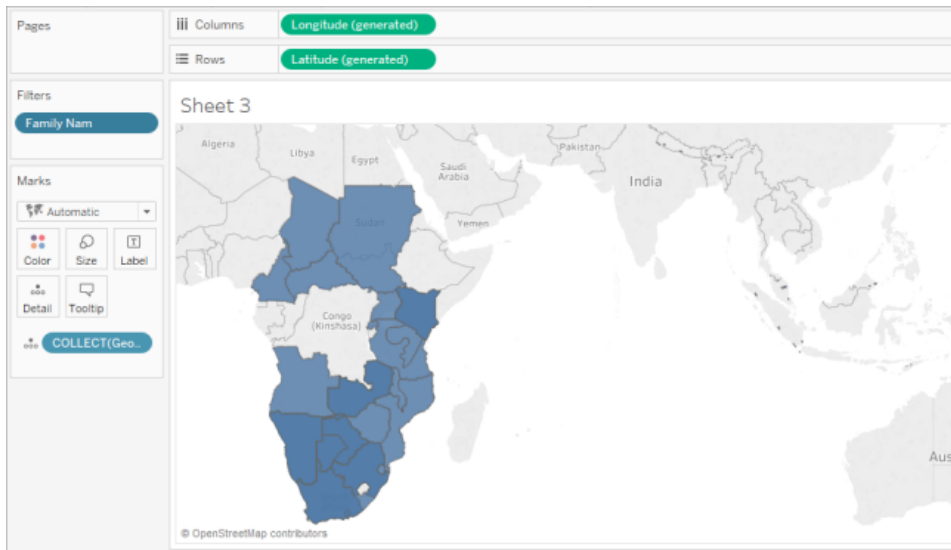 Pages
Columns
Longitude (generated)
Rows
Latitude (generated)
Filters
Family Nam
Marks
Automatic
Color
Size
Label
Detail
Tooltip
COLLECT(Geo..
Sheet 3
Algeria
Libya
Egypt
Saudi
Arabia
Pakistan
India
Sudan
Yemen
Congo
(Kinshasa)
Aus
© OpenStreetMap contributors